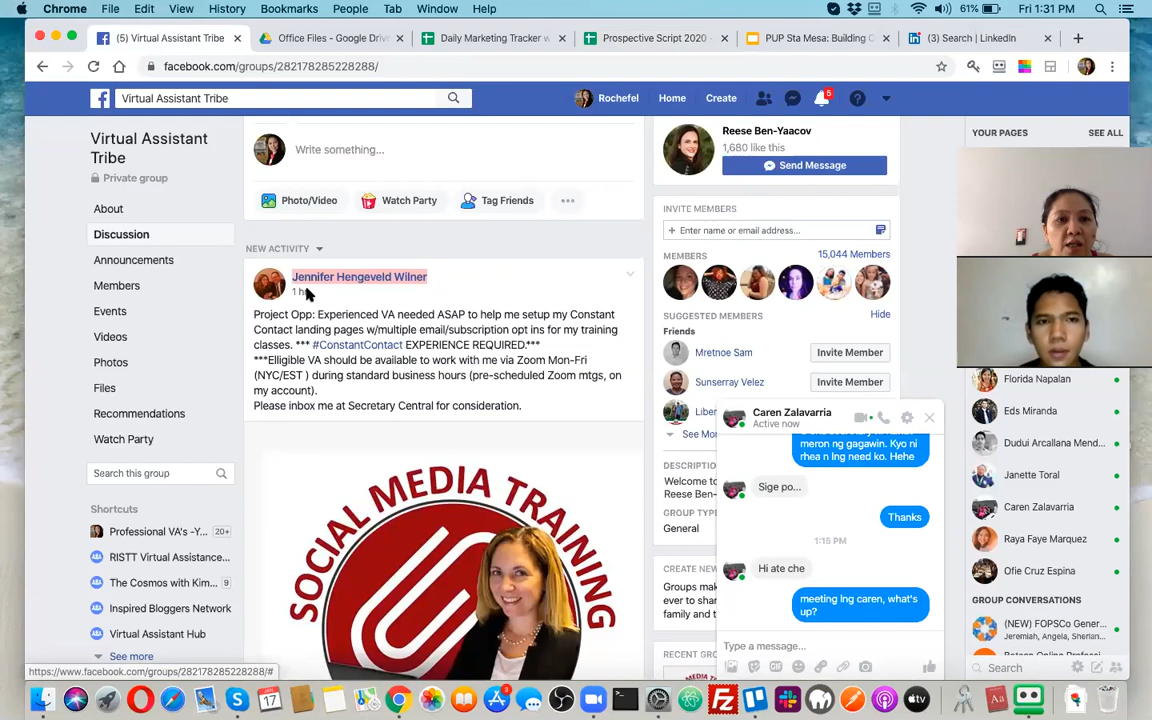 Chrome File Edit View History Bookmarks People Tab Window Help 61% Fri 1:31 PM
(5) Virtual Assistant Tribe
Office Files - Google Driv
Daily Marketing Tracker w
Prospective Script 2020 -
PUP Sta Mesa: Building C
(3) Search | LinkedIn
facebook.com/groups/282178285228288/
Virtual Assistant Tribe
Rochefel Home Create 5
Virtual Assistant
Tribe
Private group
About
Discussion
Announcements
Members
Events
Videos
Photos
Files
Recommendations
Watch Party
Search this group
Shortcuts
Professional VA's -Y... 20+
RISTT Virtual Assistance...
The Cosmos with Kim... 9
Inspired Bloggers Network
Virtual Assistant Hub
See more
https://www.facebook.com/groups/282178285228288/#
Write something...
Photo/Video Watch Party Tag Friends
NEW ACTIVITY
Jennifer Hengeveld Wilner
Project Opp: Experienced VA needed ASAP to help me setup my Constant
Contact landing pages w/multiple email/subscription opt ins for my training
classes. *** #ConstantContact EXPERIENCE REQUIRED.***
***Eligible VA should be available to work with me via Zoom Mon-Fri
(NYC/EST ) during standard business hours (pre-scheduled Zoom mtgs, on
my account).
Please inbox me at Secretary Central for consideration.
SOCIAL MEDIA TRAINING
Reese Ben-Yaacov
1,680 like this
Send Message
INVITE MEMBERS
+ Enter name or email address...
MEMBERS 15,044 Members
SUGGESTED MEMBERS Hide
Friends
Mretnoe Sam Invite Member
Sunserray Velez Invite Member
Liber
See Mo
DESCRIPTI
Welcome to
Reese Ben-
GROUP TYP
General
CREATE NEW
Groups mak
ever to shar
family and t
RECENT GR
Caren Zalavarria
Active now
meron ng gagawin. Kyo ni
rhea n lng need ko. Hehe
Sige po...
Thanks
1:15 PM
Hi ate che
meeting lng caren, what's
up?
Type a message...
YOUR PAGES SEE ALL
Florida Napalan
Eds Miranda
Dudui Arcallana Mend...
Janette Toral
Caren Zalavarria
Raya Faye Marquez
Ofie Cruz Espina
GROUP CONVERSATIONS
(NEW) FOPSCo Gener...
Jeremiah, Angela, Sherlan...
Search